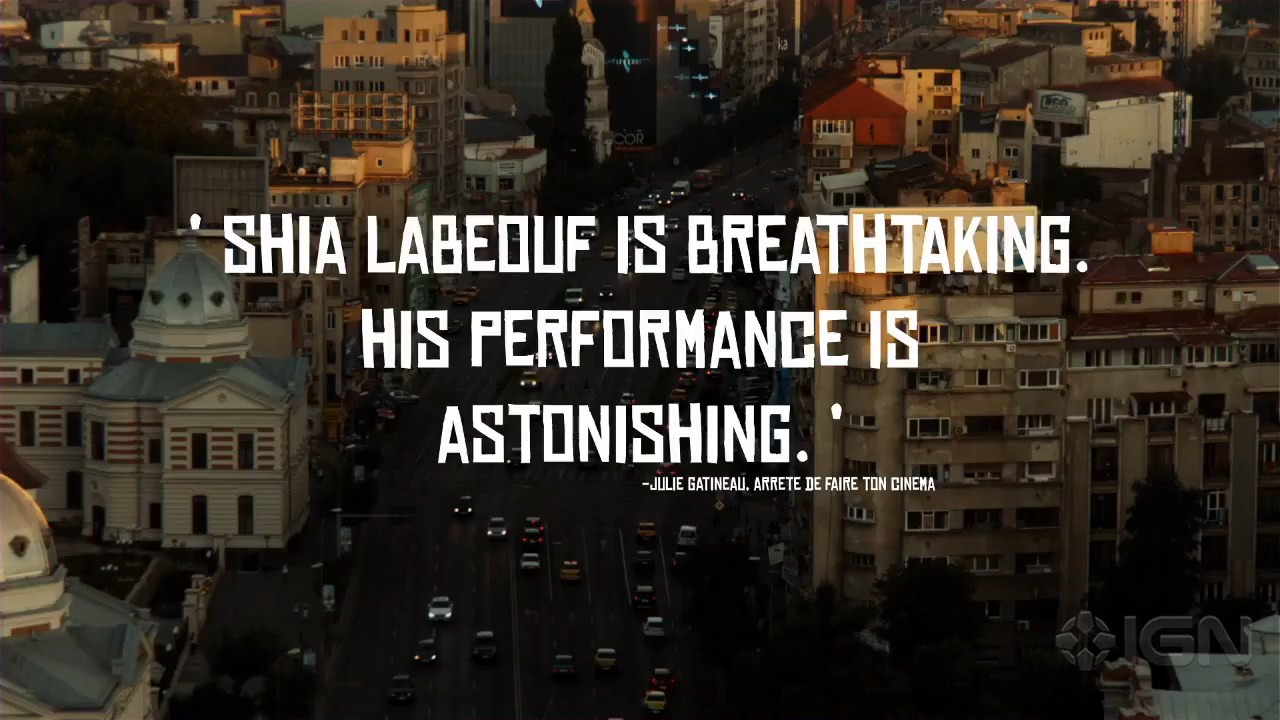 ' SHIA LABEOUF IS BREATHTAKING.
HIS PERFORMANCE IS
ASTONISHING. '
-JULIE GATINEAU, ARRETE DE FAIRE TON CINEMA
IGN